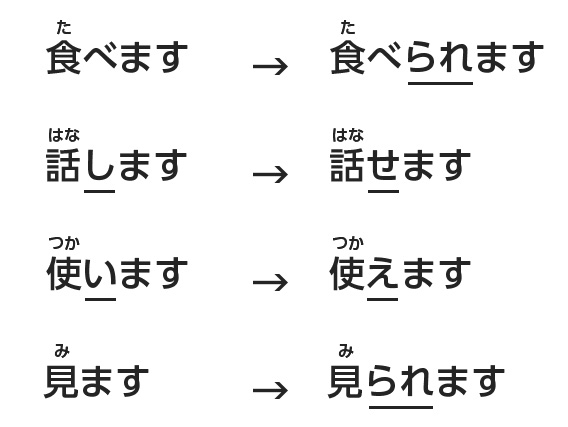 た た
食べます → 食べられます
はな はな
話します → 話せます
つか つか
使います → 使えます
み み
見ます → 見られます